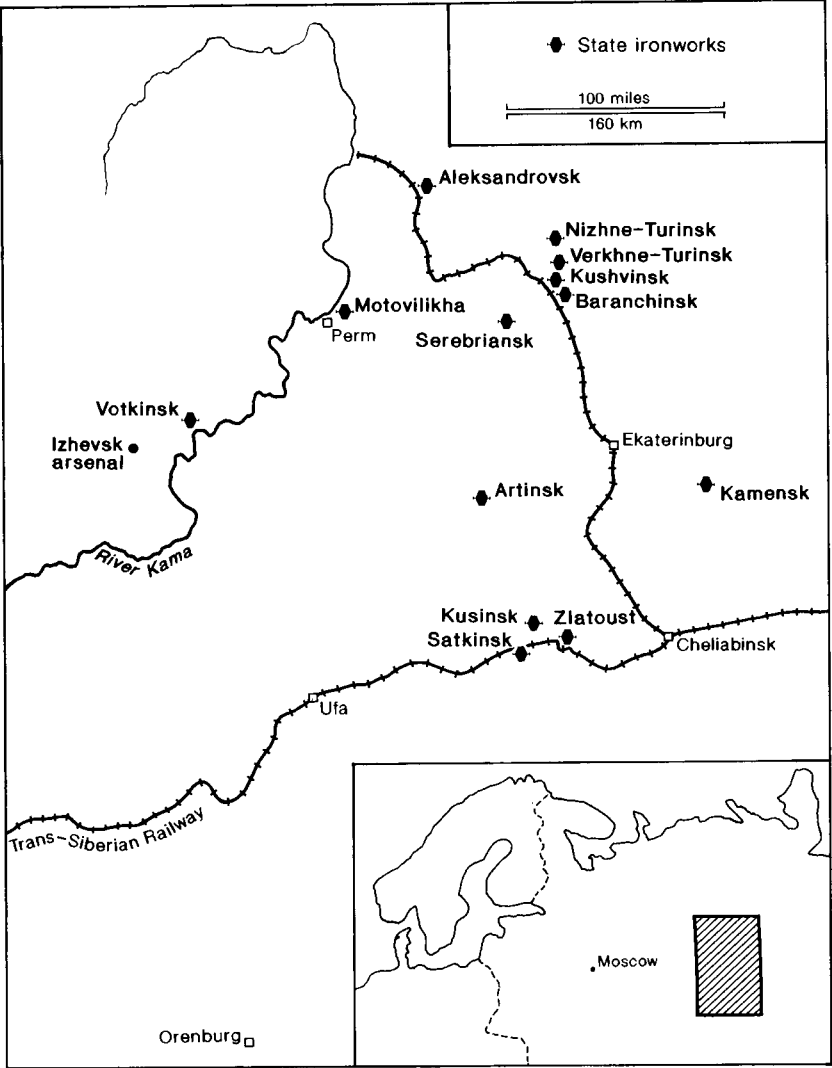 State ironworks
100 miles
160 km
Aleksandrovsk
Nizhne-Turinsk
Verkhne-Turinsk
Kushvinsk
Baranchinsk
Motovilikha
Perm
Serebriansk
Votkinsk
Izhevsk
arsenal
Ekaterinburg
Artinsk
Kamensk
River Kama
Kusinsk
Zlatoust
Satkinsk
Cheliabinsk
Ufa
Trans-Siberian Railway
Moscow
Orenburg